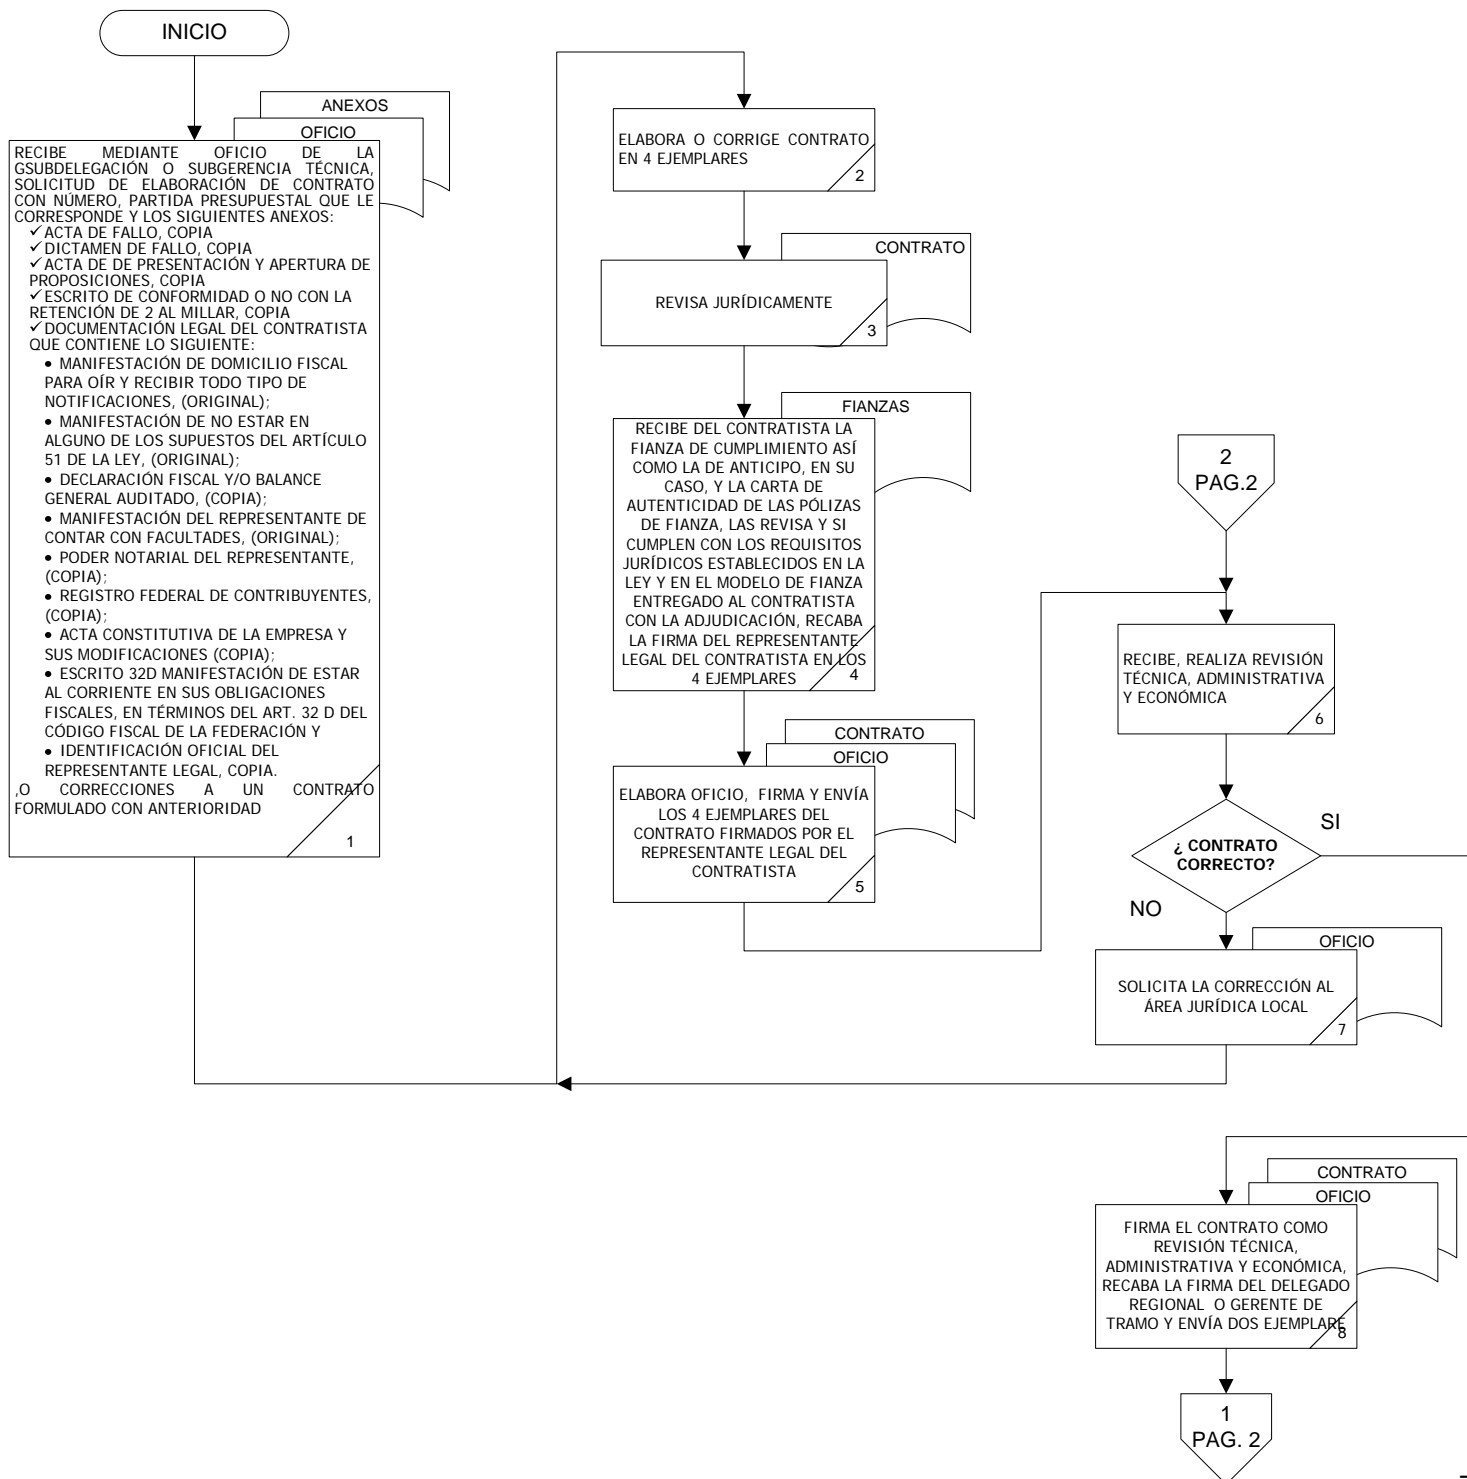 INICIO
ANEXOS
OFICIO
RECIBE MEDIANTE OFICIO DE LA
GSUBDELEGACIÓN O SUBGERENCIA TÉCNICA,
SOLICITUD DE ELABORACIÓN DE CONTRATO
CON NÚMERO, PARTIDA PRESUPUESTAL QUE LE
CORRESPONDE Y LOS SIGUIENTES ANEXOS:
✓ACTA DE FALLO, COPIA
✓DICTAMEN DE FALLO, COPIA
✓ACTA DE DE PRESENTACIÓN Y APERTURA DE
PROPOSICIONES, COPIA
✓ESCRITO DE CONFORMIDAD O NO CON LA
RETENCIÓN DE 2 AL MILLAR, COPIA
✓DOCUMENTACIÓN LEGAL DEL CONTRATISTA
QUE CONTIENE LO SIGUIENTE:
• MANIFESTACIÓN DE DOMICILIO FISCAL
PARA OÍR Y RECIBIR TODO TIPO DE
NOTIFICACIONES, (ORIGINAL);
• MANIFESTACIÓN DE NO ESTAR EN
ALGUNO DE LOS SUPUESTOS DEL ARTÍCULO
51 DE LA LEY, (ORIGINAL);
• DECLARACIÓN FISCAL Y/O BALANCE
GENERAL AUDITADO, (COPIA);
• MANIFESTACIÓN DEL REPRESENTANTE DE
CONTAR CON FACULTADES, (ORIGINAL);
• PODER NOTARIAL DEL REPRESENTANTE,
(COPIA);
• REGISTRO FEDERAL DE CONTRIBUYENTES,
(COPIA);
• ACTA CONSTITUTIVA DE LA EMPRESA Y
SUS MODIFICACIONES (COPIA);
• ESCRITO 32D MANIFESTACIÓN DE ESTAR
AL CORRIENTE EN SUS OBLIGACIONES
FISCALES, EN TÉRMINOS DEL ART. 32 D DEL
CÓDIGO FISCAL DE LA FEDERACIÓN Y
• IDENTIFICACIÓN OFICIAL DEL
REPRESENTANTE LEGAL, COPIA.
,O CORRECCIONES A UN CONTRATO
FORMULADO CON ANTERIORIDAD
1
ELABORA O CORRIGE CONTRATO
EN 4 EJEMPLARES
2
CONTRATO
REVISA JURÍDICAMENTE
3
FIANZAS
RECIBE DEL CONTRATISTA LA
FIANZA DE CUMPLIMIENTO ASÍ
COMO LA DE ANTICIPO, EN SU
CASO, Y LA CARTA DE
AUTENTICIDAD DE LAS PÓLIZAS
DE FIANZA, LAS REVISA Y SI
CUMPLEN CON LOS REQUISITOS
JURÍDICOS ESTABLECIDOS EN LA
LEY Y EN EL MODELO DE FIANZA
ENTREGADO AL CONTRATISTA
CON LA ADJUDICACIÓN, RECABA
LA FIRMA DEL REPRESENTANTE
LEGAL DEL CONTRATISTA EN LOS
4 EJEMPLARES
4
CONTRATO
OFICIO
ELABORA OFICIO, FIRMA Y ENVÍA
LOS 4 EJEMPLARES DEL
CONTRATO FIRMADOS POR EL
REPRESENTANTE LEGAL DEL
CONTRATISTA
5
2
PAG.2
RECIBE, REALIZA REVISIÓN
TÉCNICA, ADMINISTRATIVA
Y ECONÓMICA
6
SI
¿ CONTRATO
CORRECTO?
NO
OFICIO
SOLICITA LA CORRECCIÓN AL
ÁREA JURÍDICA LOCAL
7
CONTRATO
OFICIO
FIRMA EL CONTRATO COMO
REVISIÓN TÉCNICA,
ADMINISTRATIVA Y ECONÓMICA,
RECABA LA FIRMA DEL DELEGADO
REGIONAL O GERENTE DE
TRAMO Y ENVÍA DOS EJEMPLARE
8
1
PAG. 2